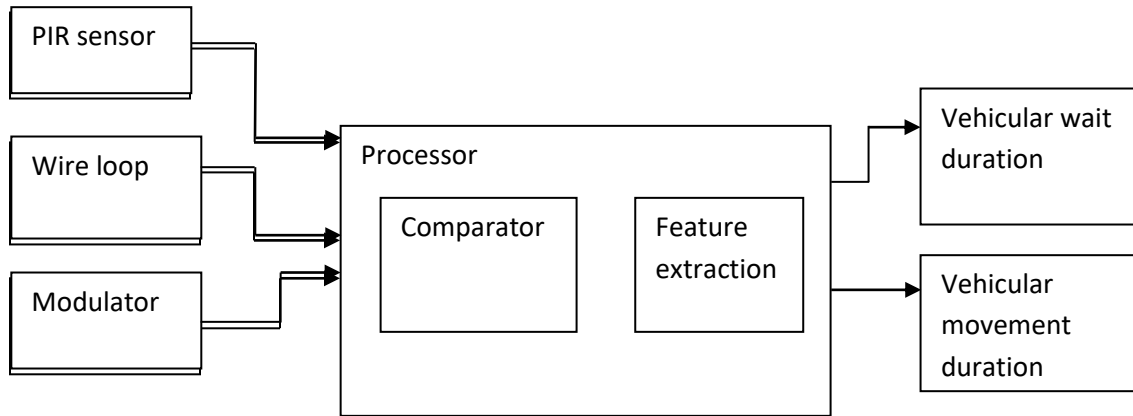 PIR sensor
Wire loop
Modulator
Processor
Comparator
Feature
extraction
Vehicular wait
duration
Vehicular
movement
duration